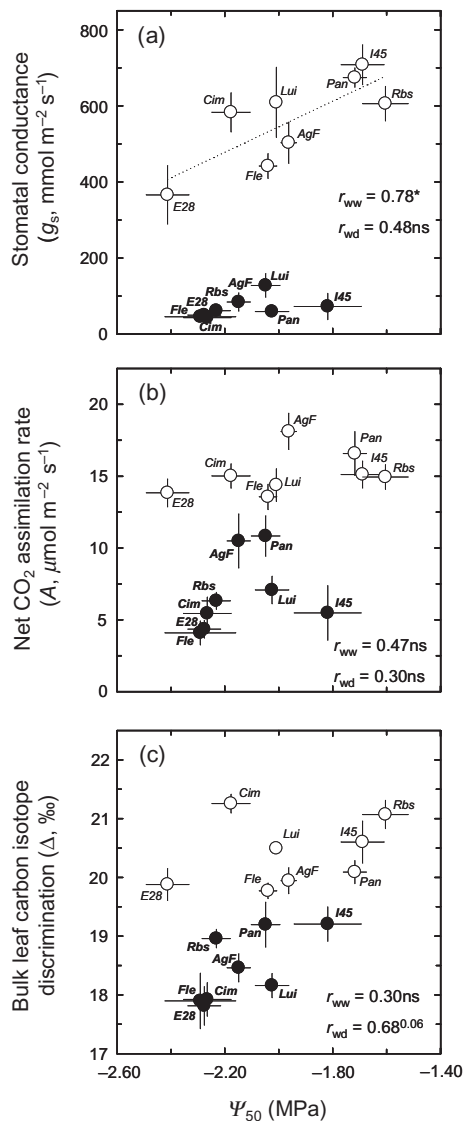 (a)
Stomatal conductance
(gs, mmol m−2 s−1)
800
600
400
200
0
I45
Pan
Rbs
Lui
Cim
AgF
Fle
E28
rww = 0.78*
rwd = 0.48ns
Lui
AgF
Rbs
E28
Fle
Cim
Pan
I45
(b)
Net CO2 assimilation rate
(A, μmol m−2 s−1)
20
15
10
5
0
AgF
Pan
I45
Rbs
Cim
Lui
Fle
E28
AgF
Pan
Rbs
Cim
E28
Fle
Lui
I45
rww = 0.47ns
rwd = 0.30ns
(c)
Bulk leaf carbon isotope
discrimination (Δ, ‰)
22
21
20
19
18
17
Cim
Rbs
I45
Lui
Pan
AgF
Fle
E28
Rbs
Pan
I45
AgF
Lui
Fle
Cim
E28
rww = 0.30ns
rwd = 0.68^0.06
−2.60 −2.20 −1.80 −1.40
Ψ50 (MPa)